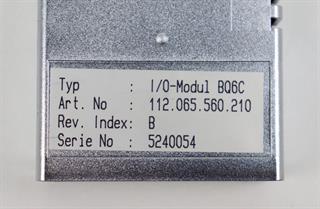 Typ : I/O-Modul BQ6C
Art. No : 112.065.560.210
Rev. Index: B
Serie No : 5240054